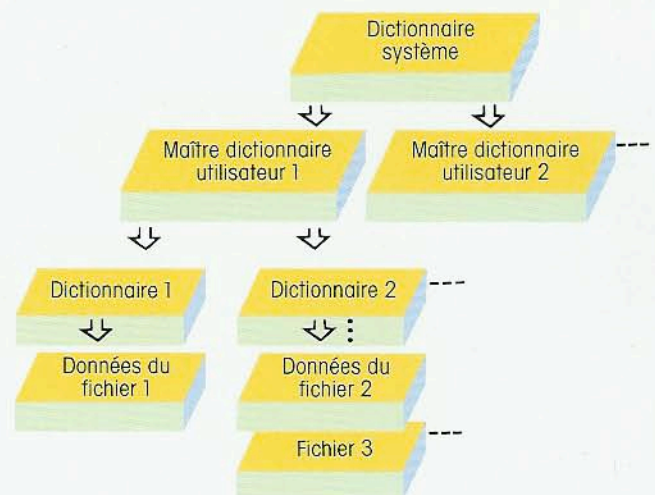 Dictionnaire
système
Maître dictionnaire
utilisateur 1
Maître dictionnaire
utilisateur 2
Dictionnaire 1
Dictionnaire 2
Données du
fichier 1
Données du
fichier 2
Fichier 3